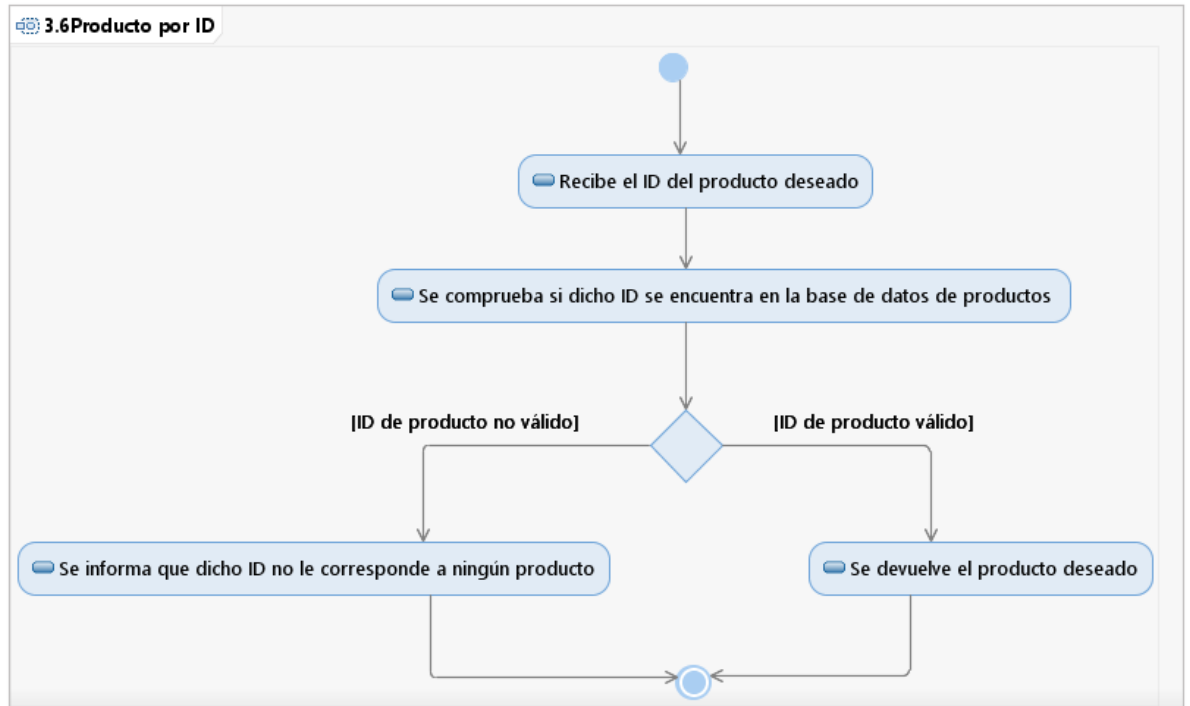 3.6Producto por ID
Recibe el ID del producto deseado
Se comprueba si dicho ID se encuentra en la base de datos de productos
[ID de producto no válido]
[ID de producto válido]
Se informa que dicho ID no le corresponde a ningún producto
Se devuelve el producto deseado